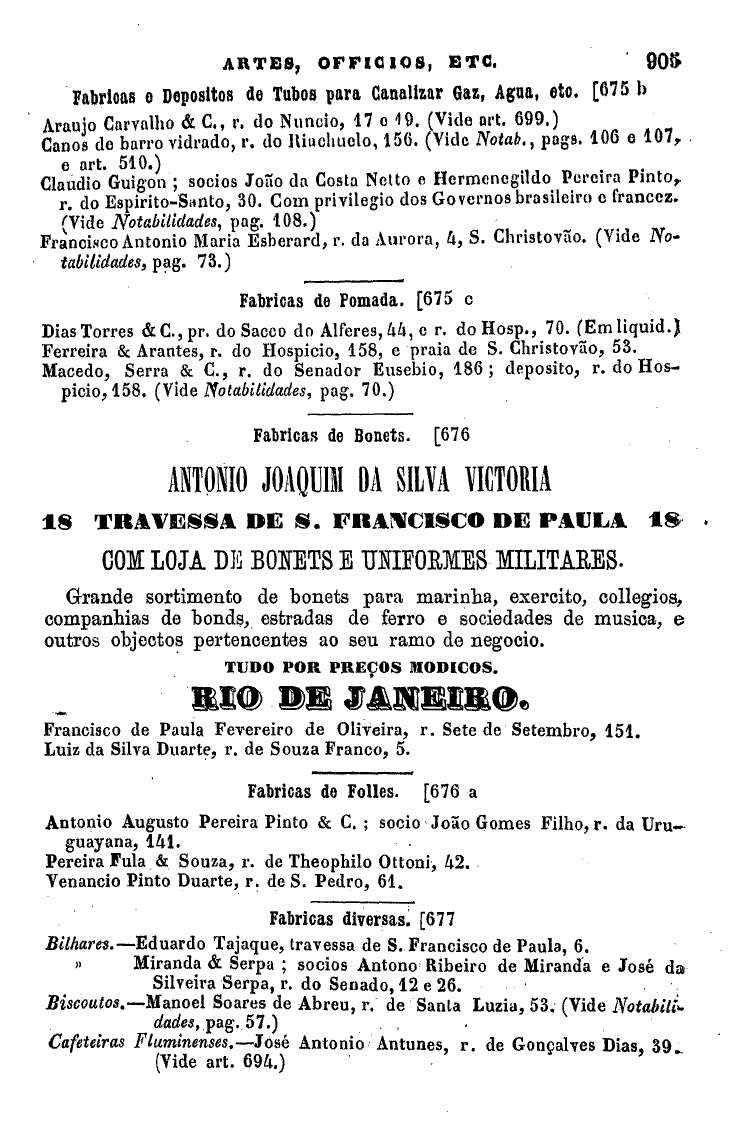 ARTES, OFFICIOS, ETC. 905
Fabricas e Depositos de Tubos para Canalizar Gaz, Agua, etc. [675 b
Araujo Carvalho & C., r. do Nuncio, 17 e 19. (Vide art. 699.)
Canos de barro vidrado, r. do Riachuelo, 156. (Vide Notab., pags. 106 e 107,
e art. 510.)
Claudio Guigon ; socios João da Costa Netto e Hermenegildo Pereira Pinto,
r. do Espirito-Santo, 30. Com privilegio dos Governos brasileiro e francez.
(Vide Notabilidades, pag. 108.)
Francisco Antonio Maria Esberard, r. da Aurora, 4, S. Christovão. (Vide No-
tabilidades, pag. 73.)
Fabricas de Pomada. [675 c
Dias Torres & C., pr. do Sacco do Alferes, 44, e r. do Hosp., 70. (Em liquid.)
Ferreira & Arantes, r. do Hospicio, 158, e praia de S. Christovão, 53.
Macedo, Serra & C., r. do Senador Eusebio, 186 ; deposito, r. do Hos-
picio, 158. (Vide Notabilidades, pag. 70.)
Fabricas de Bonets. [676
ANTONIO JOAQUIM DA SILVA VICTORIA
18 TRAVESSA DE S. FRANCISCO DE PAULA 18
COM LOJA DE BONETS E UNIFORMES MILITARES.
Grande sortimento de bonets para marinha, exercito, collegios,
companhias de bonds, estradas de ferro e sociedades de musica, e
outros objectos pertencentes ao seu ramo de negocio.
TUDO POR PREÇOS MODICOS.
RIO DE JANEIRO.
Francisco de Paula Fevereiro de Oliveira, r. Sete de Setembro, 151.
Luiz da Silva Duarte, r. de Souza Franco, 5.
Fabricas de Folles. [676 a
Antonio Augusto Pereira Pinto & C. ; socio João Gomes Filho, r. da Uru-
guayana, 141.
Pereira Fula & Souza, r. de Theophilo Ottoni, 42.
Venancio Pinto Duarte, r. de S. Pedro, 61.
Fabricas diversas. [677
Bilhares.—Eduardo Tajaque, travessa de S. Francisco de Paula, 6.
» Miranda & Serpa ; socios Antono Ribeiro de Miranda e José da
Silveira Serpa, r. do Senado, 12 e 26.
Biscoutos.—Manoel Soares de Abreu, r. de Santa Luzia, 53. (Vide Notabili-
dades, pag. 57.)
Cafeteiras Fluminenses.—José Antonio Antunes, r. de Gonçalves Dias, 39.
(Vide art. 694.)